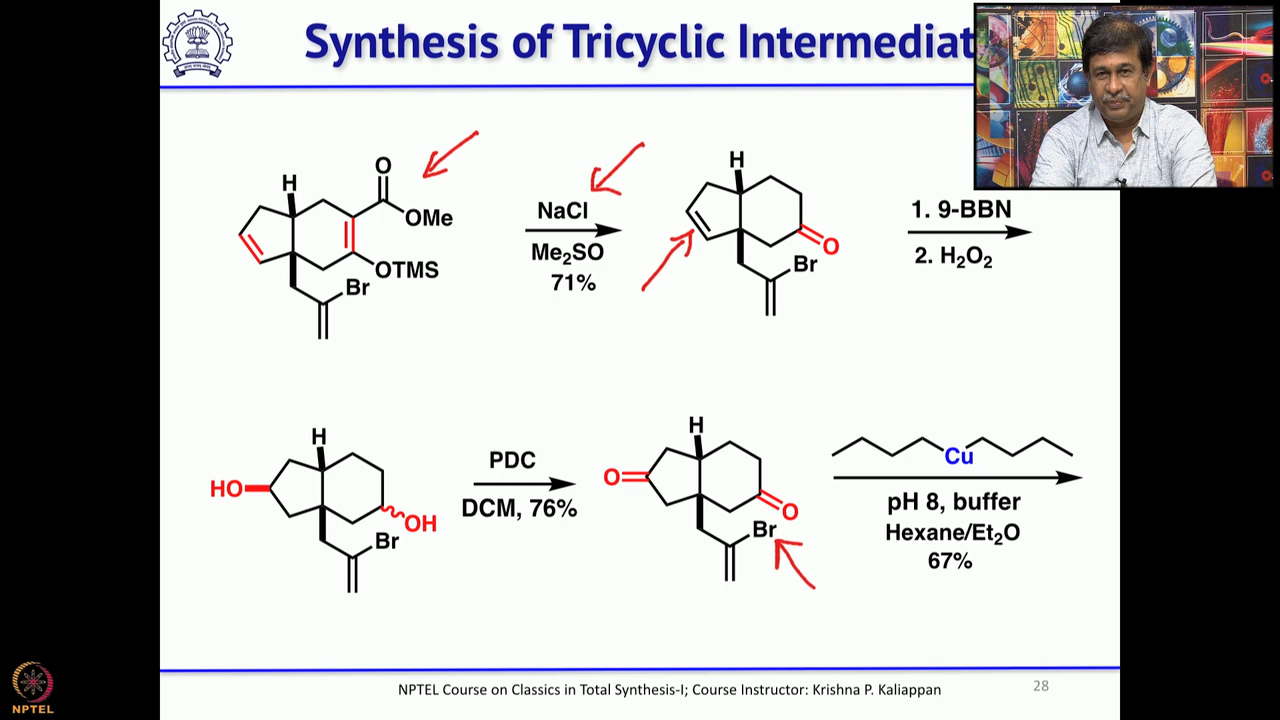 Synthesis of Tricyclic Intermediat
H
O
OMe
OTMS
Br
NaCl
Me2SO
71%
H
O
Br
1. 9-BBN
2. H2O2
H
HO
OH
Br
PDC
DCM, 76%
H
O
O
Br
Cu
pH 8, buffer
Hexane/Et2O
67%
NPTEL Course on Classics in Total Synthesis-I; Course Instructor: Krishna P. Kaliappan
28
NPTEL